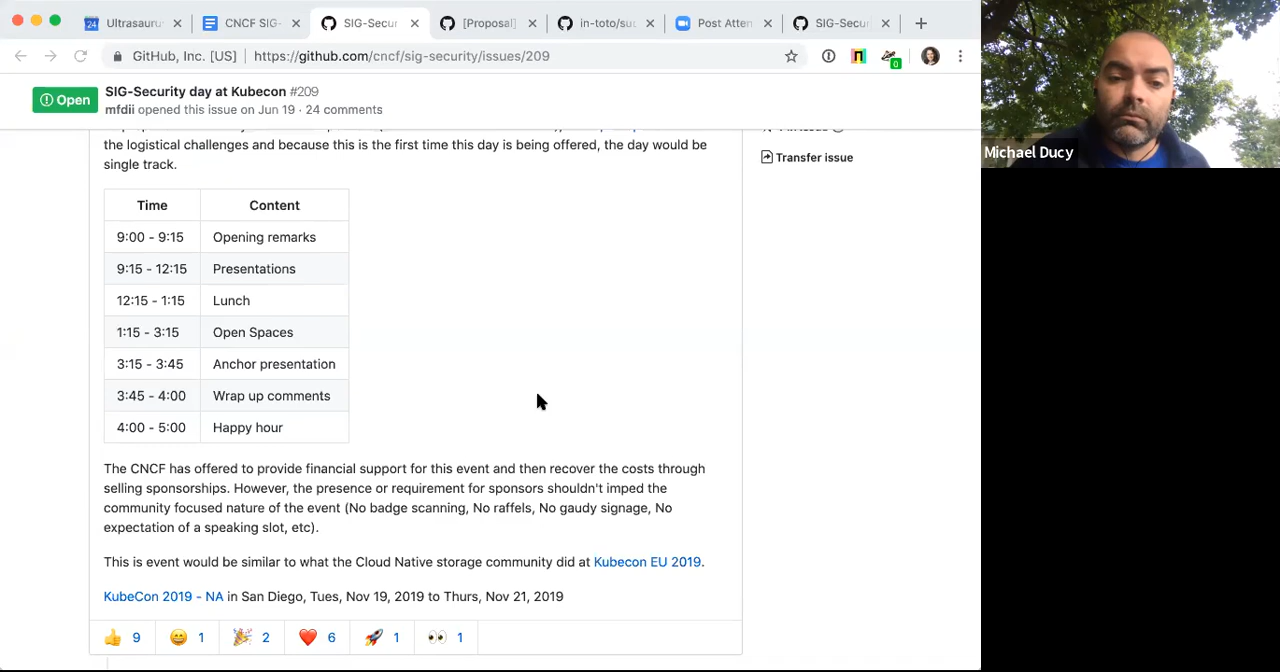 Ultrasauru
CNCF SIG-
SIG-Secur
[Proposal]
in-toto/su
Post Atten
SIG-Secur
GitHub, Inc. [US]
https://github.com/cncf/sig-security/issues/209
0
Open
SIG-Security day at Kubecon #209
mfdii opened this issue on Jun 19 · 24 comments
the logistical challenges and because this is the first time this day is being offered, the day would be
single track.
Transfer issue
Time Content
9:00 - 9:15 Opening remarks
9:15 - 12:15 Presentations
12:15 - 1:15 Lunch
1:15 - 3:15 Open Spaces
3:15 - 3:45 Anchor presentation
3:45 - 4:00 Wrap up comments
4:00 - 5:00 Happy hour
The CNCF has offered to provide financial support for this event and then recover the costs through
selling sponsorships. However, the presence or requirement for sponsors shouldn't imped the
community focused nature of the event (No badge scanning, No raffels, No gaudy signage, No
expectation of a speaking slot, etc).
This is event would be similar to what the Cloud Native storage community did at Kubecon EU 2019.
KubeCon 2019 - NA in San Diego, Tues, Nov 19, 2019 to Thurs, Nov 21, 2019
9 1 2 6 1 1
Michael Ducy